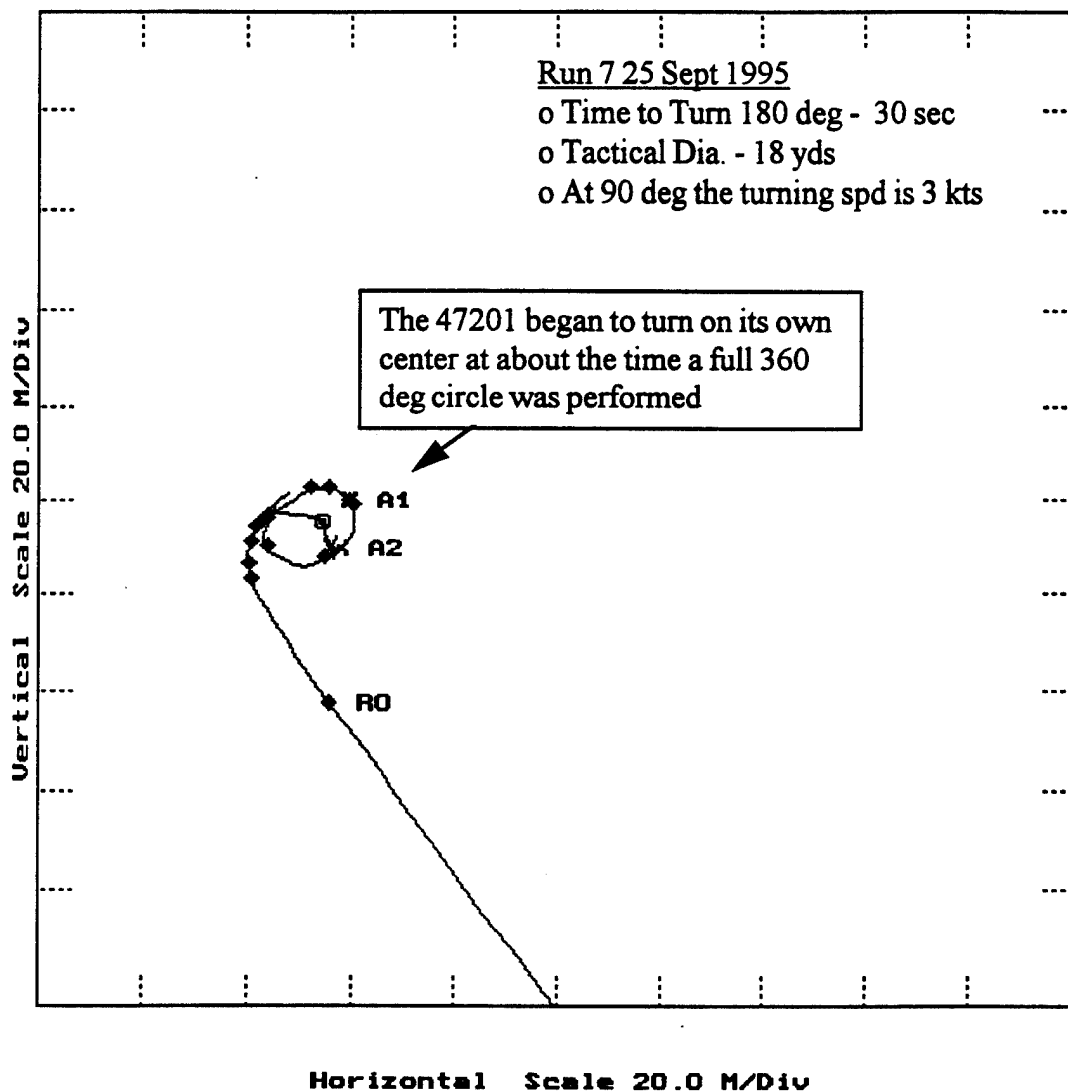 Run 7 25 Sept 1995
o Time to Turn 180 deg - 30 sec
o Tactical Dia. - 18 yds
o At 90 deg the turning spd is 3 kts
The 47201 began to turn on its own
center at about the time a full 360
deg circle was performed
A1
A2
RO
Vertical Scale 20.0 M/Div
Horizontal Scale 20.0 M/Div